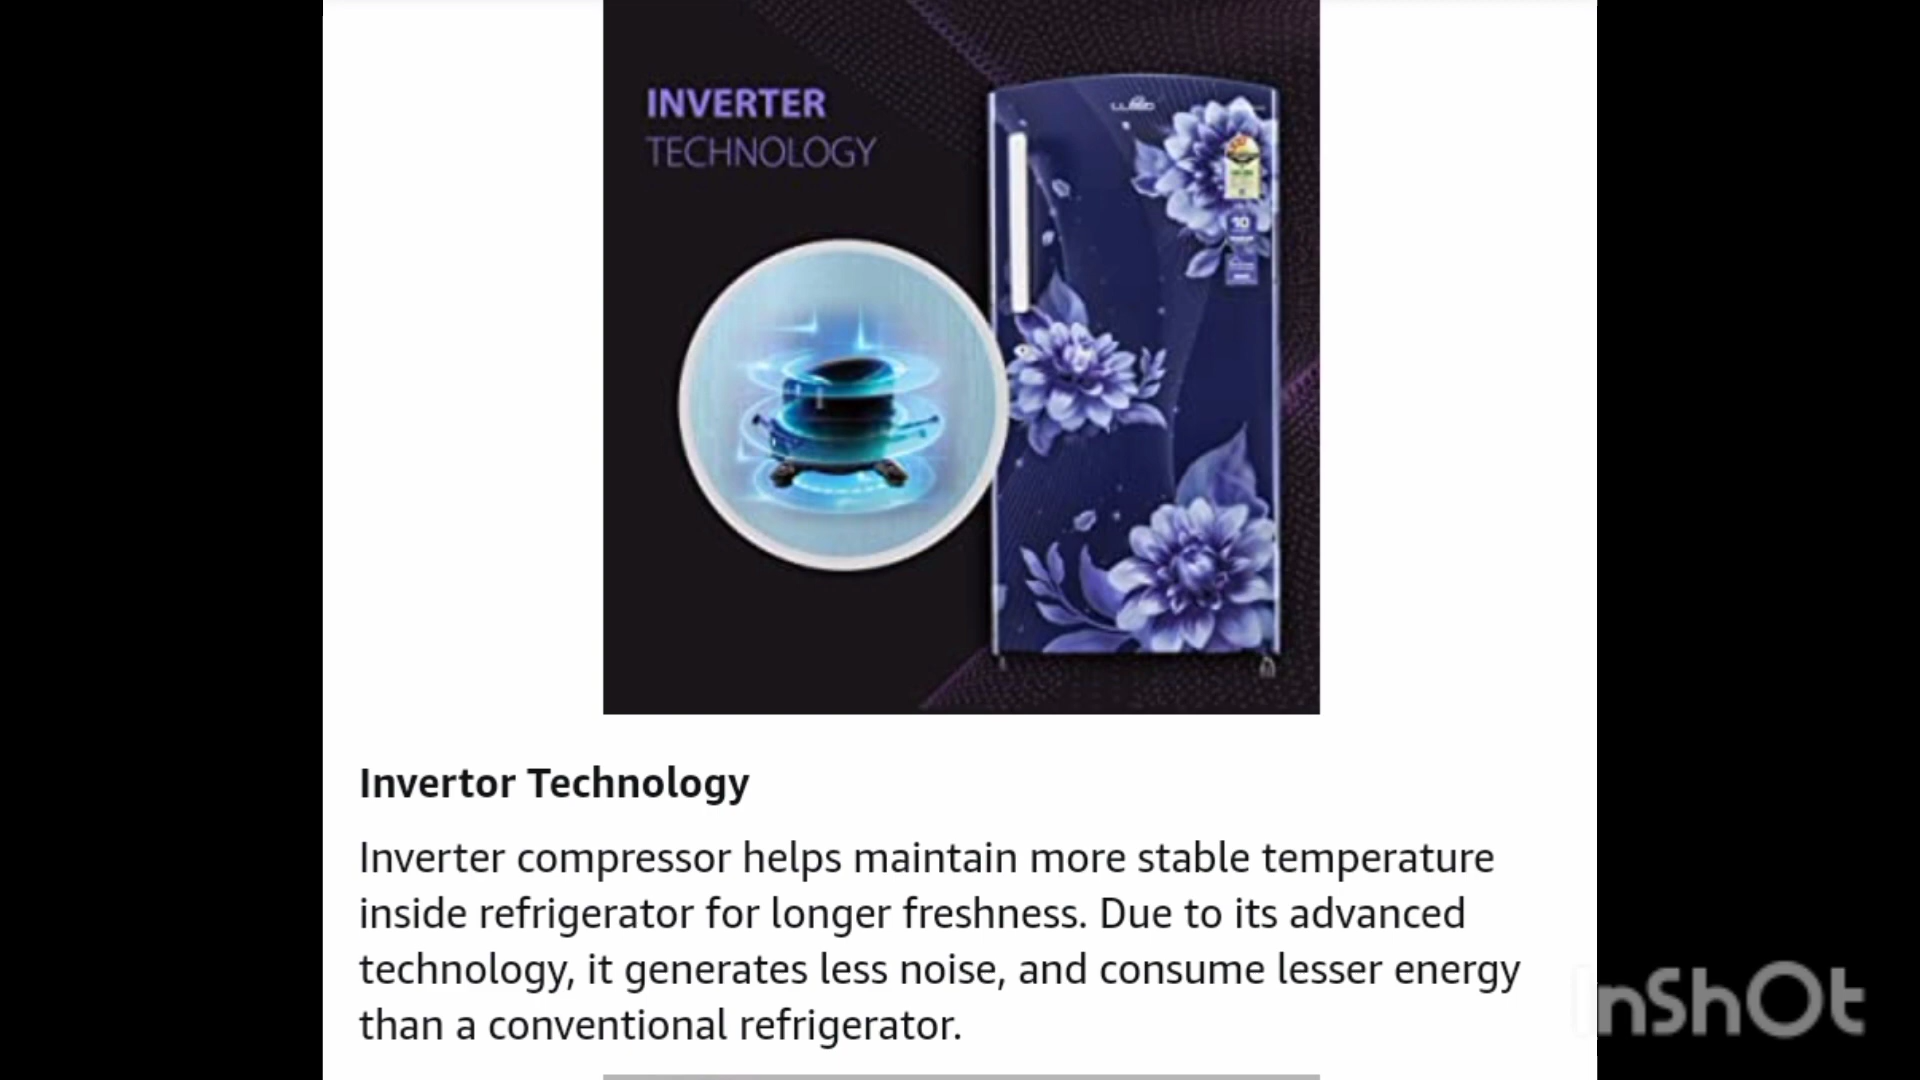 INVERTER
TECHNOLOGY
10
Invertor Technology
Inverter compressor helps maintain more stable temperature
inside refrigerator for longer freshness. Due to its advanced
technology, it generates less noise, and consume lesser energy
than a conventional refrigerator.
InShOt